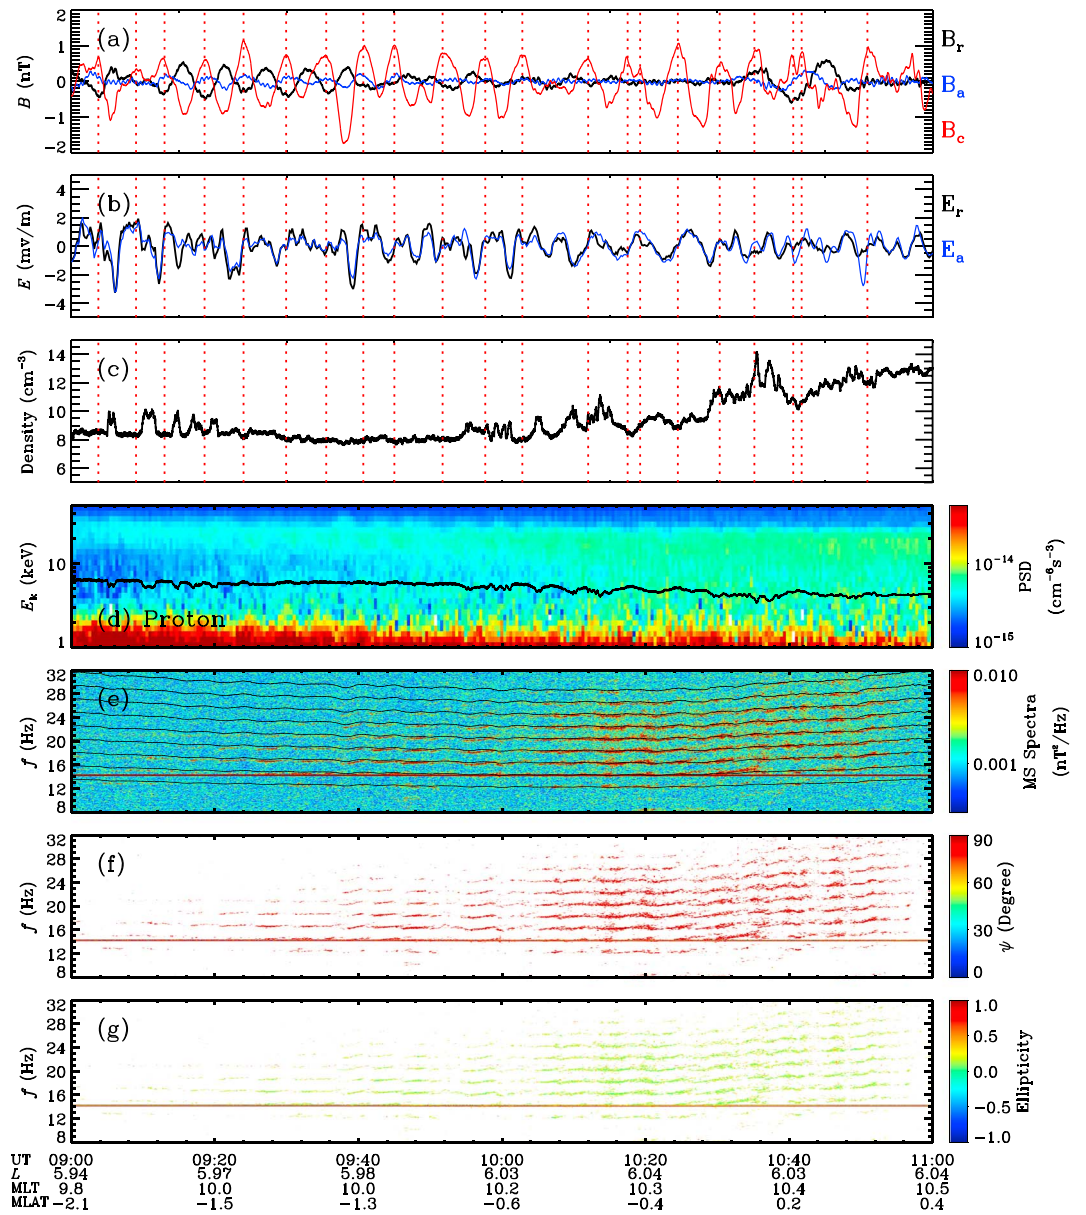 (a)
B (nT)
2
1
0
-1
-2
B_r
B_a
B_c
(b)
E (mv/m)
4
2
0
-2
-4
E_r
E_a
(c)
Density (cm⁻³)
14
12
10
8
6
(d) Proton
E_k (keV)
10
1
10⁻¹⁴
10⁻¹⁵
PSD
(cm⁻⁶s⁻³)
(e)
f (Hz)
32
28
24
20
16
12
8
0.010
0.001
MS Spectra
(nT²/Hz)
(f)
f (Hz)
32
28
24
20
16
12
8
90
60
30
0
ψ (Degree)
(g)
f (Hz)
32
28
24
20
16
12
8
1.0
0.5
0.0
-0.5
-1.0
Ellipticity
UT 09:00 09:20 09:40 10:00 10:20 10:40 11:00
L 5.94 5.97 5.98 6.03 6.04 6.03 6.04
MLT 9.8 10.0 10.0 10.2 10.4 10.4 10.5
MLAT -2.1 -1.5 -1.3 -0.6 -0.4 0.2 0.4